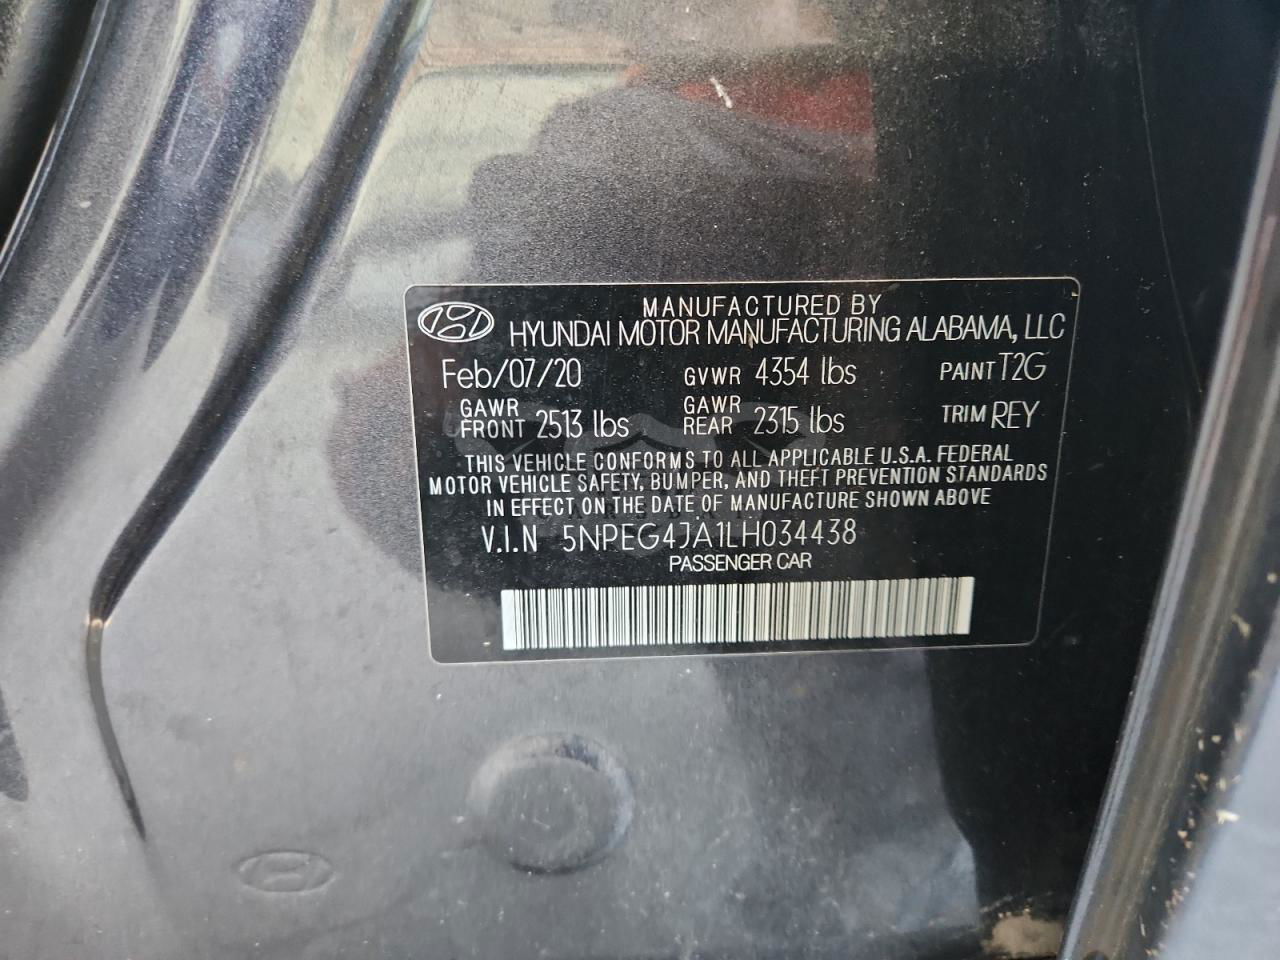 MANUFACTURED BY
HYUNDAI MOTOR MANUFACTURING ALABAMA, LLC
Feb/07/20 GVWR 4354 lbs PAINT T2G
GAWR FRONT 2513 lbs GAWR REAR 2315 lbs TRIM REY
THIS VEHICLE CONFORMS TO ALL APPLICABLE U.S.A. FEDERAL
MOTOR VEHICLE SAFETY, BUMPER, AND THEFT PREVENTION STANDARDS
IN EFFECT ON THE DATE OF MANUFACTURE SHOWN ABOVE
V.I.N 5NPEG4JA1LH034438
PASSENGER CAR